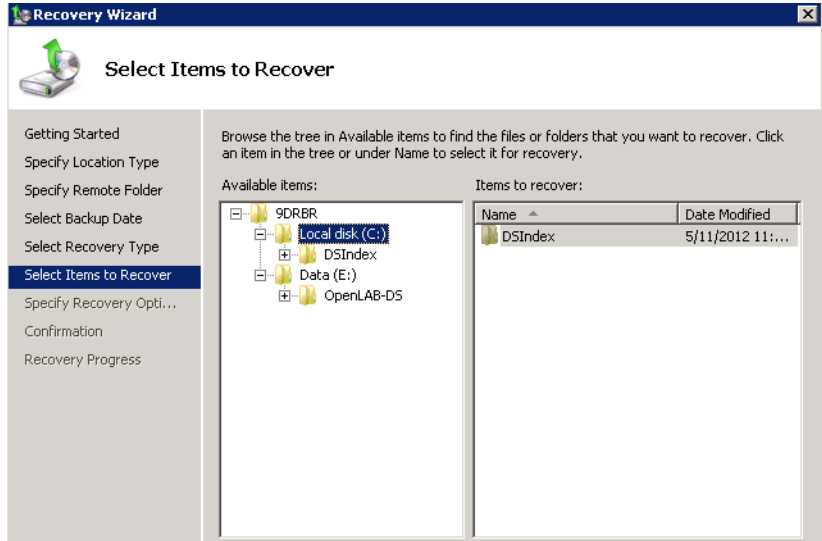 Recovery Wizard
Select Items to Recover
Getting Started
Specify Location Type
Specify Remote Folder
Select Backup Date
Select Recovery Type
Select Items to Recover
Specify Recovery Opti...
Confirmation
Recovery Progress
Browse the tree in Available items to find the files or folders that you want to recover. Click
an item in the tree or under Name to select it for recovery.
Available items:
9DRBR
Local disk (C:)
DSIndex
Data (E:)
OpenLAB-DS
Items to recover:
Name Date Modified
DSIndex 5/11/2012 11:...